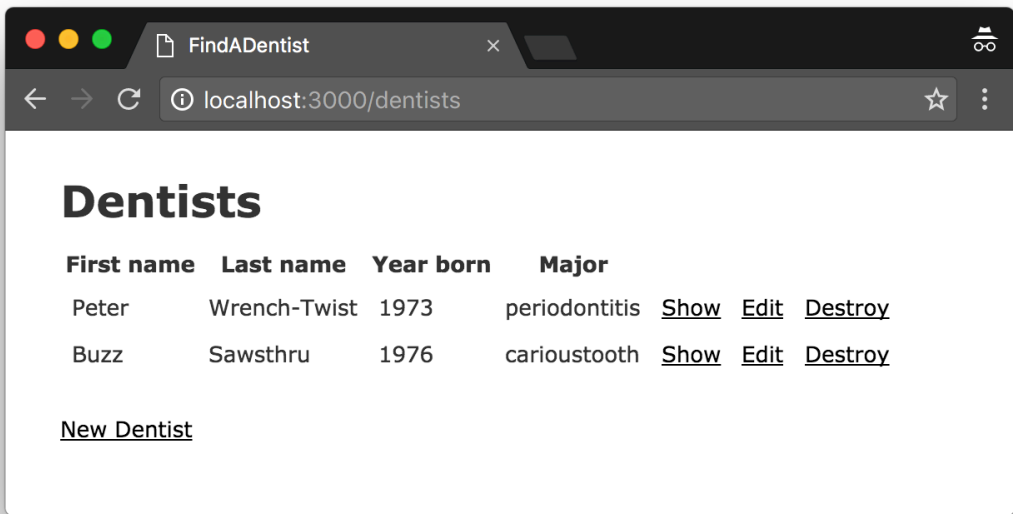 FindADentist
localhost:3000/dentists
Dentists
First name Last name Year born Major
Peter Wrench-Twist 1973 periodontitis Show Edit Destroy
Buzz Sawsthru 1976 carioustooth Show Edit Destroy
New Dentist